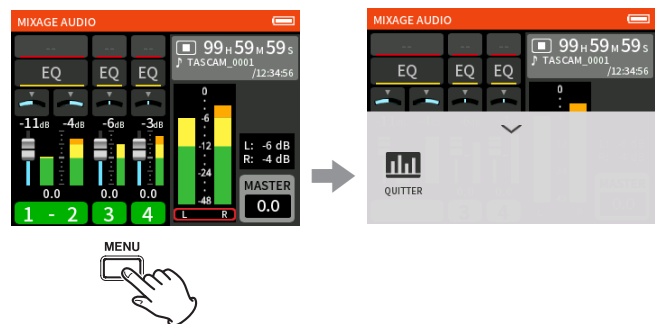 MIXAGE AUDIO
-- -- --
99H59M59s
♪ TASCAM_0001
/12:34:56
EQ EQ EQ
-11dB -4dB -6dB -3dB
0
-6
-12
-24
-48
L: -6 dB
R: -4 dB
MASTER
0.0
0.0 0.0 0.0
1 - 2 3 4
L R
MENU
MIXAGE AUDIO
-- -- --
99H59M59s
♪ TASCAM_0001
/12:34:56
EQ EQ EQ
0
QUITTER